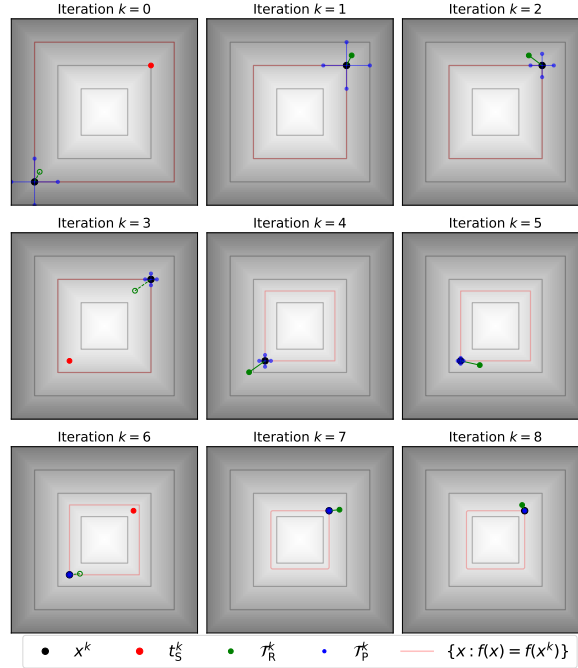 Iteration k = 0
Iteration k = 1
Iteration k = 2
Iteration k = 3
Iteration k = 4
Iteration k = 5
Iteration k = 6
Iteration k = 7
Iteration k = 8
x^k t_S^k 𝒯_R^k 𝒯_P^k {x : f(x) = f(x^k)}